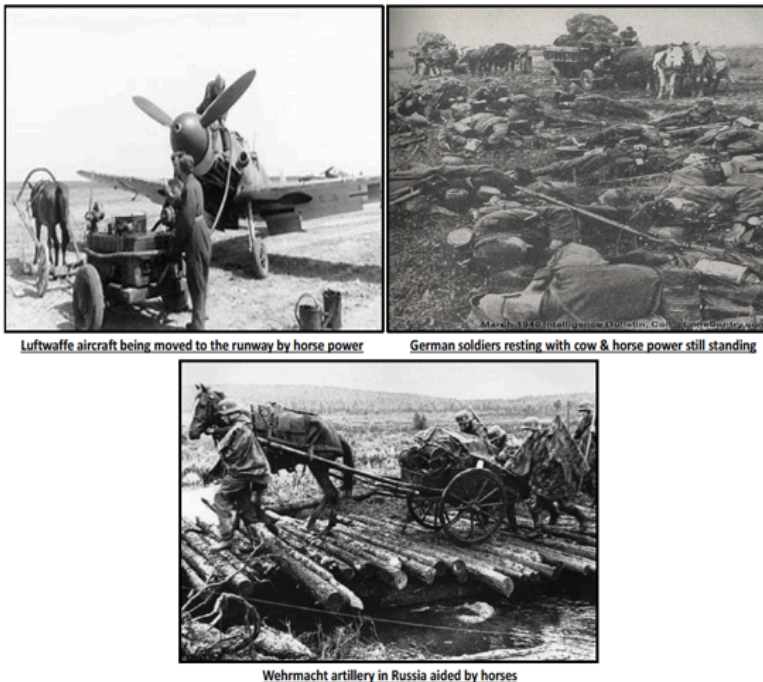 March 1946 Intelligence Bulletin,
Luftwaffe aircraft being moved to the runway by horse power
German soldiers resting with cow & horse power still standing
Wehrmacht artillery in Russia aided by horses